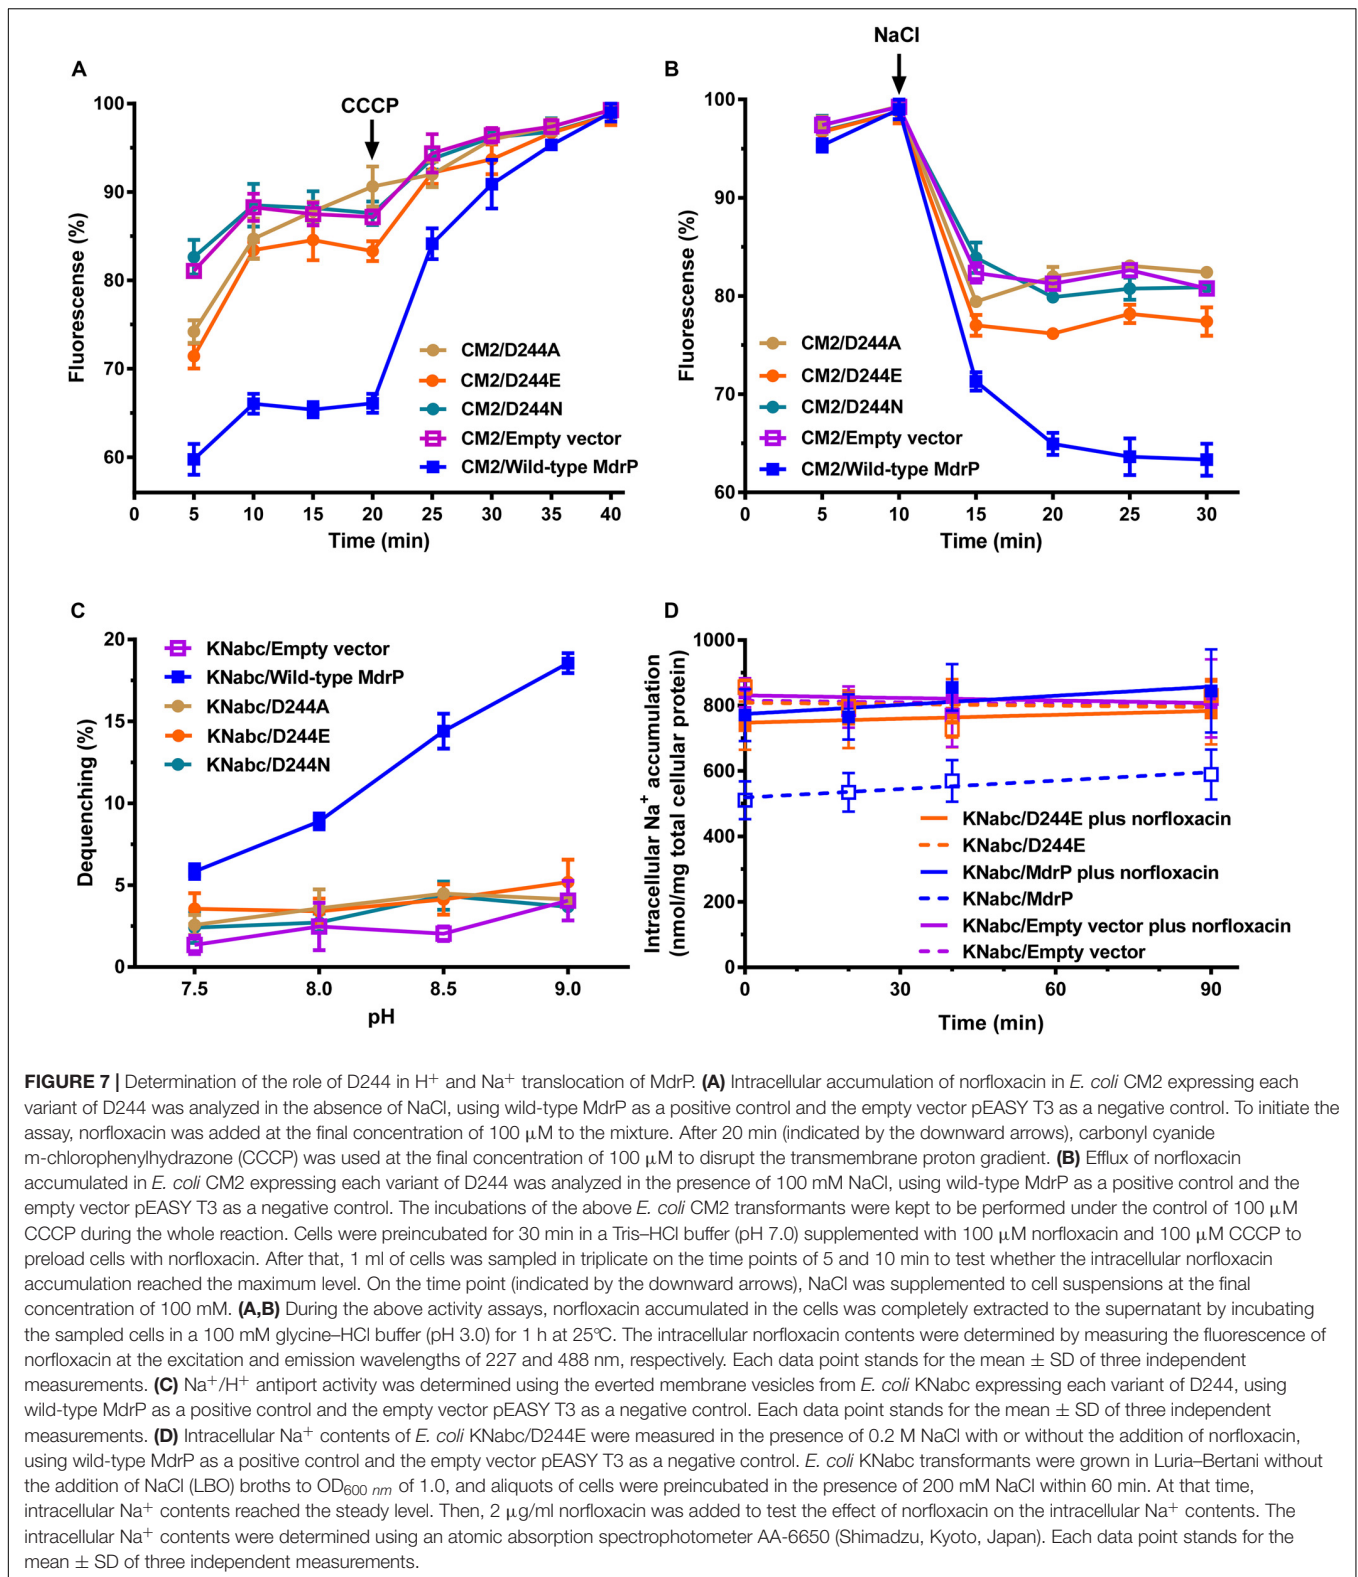 A
CCCP
100
90
80
70
60
Fluorescense (%)
CM2/D244A
CM2/D244E
CM2/D244N
CM2/Empty vector
CM2/Wild-type MdrP
0 5 10 15 20 25 30 35 40
Time (min)
B
NaCl
100
90
80
70
60
Fluorescense (%)
CM2/D244A
CM2/D244E
CM2/D244N
CM2/Empty vector
CM2/Wild-type MdrP
0 5 10 15 20 25 30
Time (min)
C
20
15
10
5
0
Dequenching (%)
KNabc/Empty vector
KNabc/Wild-type MdrP
KNabc/D244A
KNabc/D244E
KNabc/D244N
7.5 8.0 8.5 9.0
pH
D
1000
800
600
400
200
0
Intracellular Na⁺ accumulation
(nmol/mg total cellular protein)
KNabc/D244E plus norfloxacin
KNabc/D244E
KNabc/MdrP plus norfloxacin
KNabc/MdrP
KNabc/Empty vector plus norfloxacin
KNabc/Empty vector
0 30 60 90
Time (min)
FIGURE 7 | Determination of the role of D244 in H⁺ and Na⁺ translocation of MdrP. (A) Intracellular accumulation of norfloxacin in E. coli CM2 expressing each
variant of D244 was analyzed in the absence of NaCl, using wild-type MdrP as a positive control and the empty vector pEASY T3 as a negative control. To initiate the
assay, norfloxacin was added at the final concentration of 100 μM to the mixture. After 20 min (indicated by the downward arrows), carbonyl cyanide
m-chlorophenylhydrazone (CCCP) was used at the final concentration of 100 μM to disrupt the transmembrane proton gradient. (B) Efflux of norfloxacin
accumulated in E. coli CM2 expressing each variant of D244 was analyzed in the presence of 100 mM NaCl, using wild-type MdrP as a positive control and the
empty vector pEASY T3 as a negative control. The incubations of the above E. coli CM2 transformants were kept to be performed under the control of 100 μM
CCCP during the whole reaction. Cells were preincubated for 30 min in a Tris–HCl buffer (pH 7.0) supplemented with 100 μM norfloxacin and 100 μM CCCP to
preload cells with norfloxacin. After that, 1 ml of cells was sampled in triplicate on the time points of 5 and 10 min to test whether the intracellular norfloxacin
accumulation reached the maximum level. On the time point (indicated by the downward arrows), NaCl was supplemented to cell suspensions at the final
concentration of 100 mM. (A,B) During the above activity assays, norfloxacin accumulated in the cells was completely extracted to the supernatant by incubating
the sampled cells in a 100 mM glycine–HCl buffer (pH 3.0) for 1 h at 25°C. The intracellular norfloxacin contents were determined by measuring the fluorescence of
norfloxacin at the excitation and emission wavelengths of 227 and 488 nm, respectively. Each data point stands for the mean ± SD of three independent
measurements. (C) Na⁺/H⁺ antiport activity was determined using the everted membrane vesicles from E. coli KNabc expressing each variant of D244, using
wild-type MdrP as a positive control and the empty vector pEASY T3 as a negative control. Each data point stands for the mean ± SD of three independent
measurements. (D) Intracellular Na⁺ contents of E. coli KNabc/D244E were measured in the presence of 0.2 M NaCl with or without the addition of norfloxacin,
using wild-type MdrP as a positive control and the empty vector pEASY T3 as a negative control. E. coli KNabc transformants were grown in Luria–Bertani without
the addition of NaCl (LBO) broths to OD₆₀₀ nm of 1.0, and aliquots of cells were preincubated in the presence of 200 mM NaCl within 60 min. At that time,
intracellular Na⁺ contents reached the steady level. Then, 2 μg/ml norfloxacin was added to test the effect of norfloxacin on the intracellular Na⁺ contents. The
intracellular Na⁺ contents were determined using an atomic absorption spectrophotometer AA-6650 (Shimadzu, Kyoto, Japan). Each data point stands for the
mean ± SD of three independent measurements.